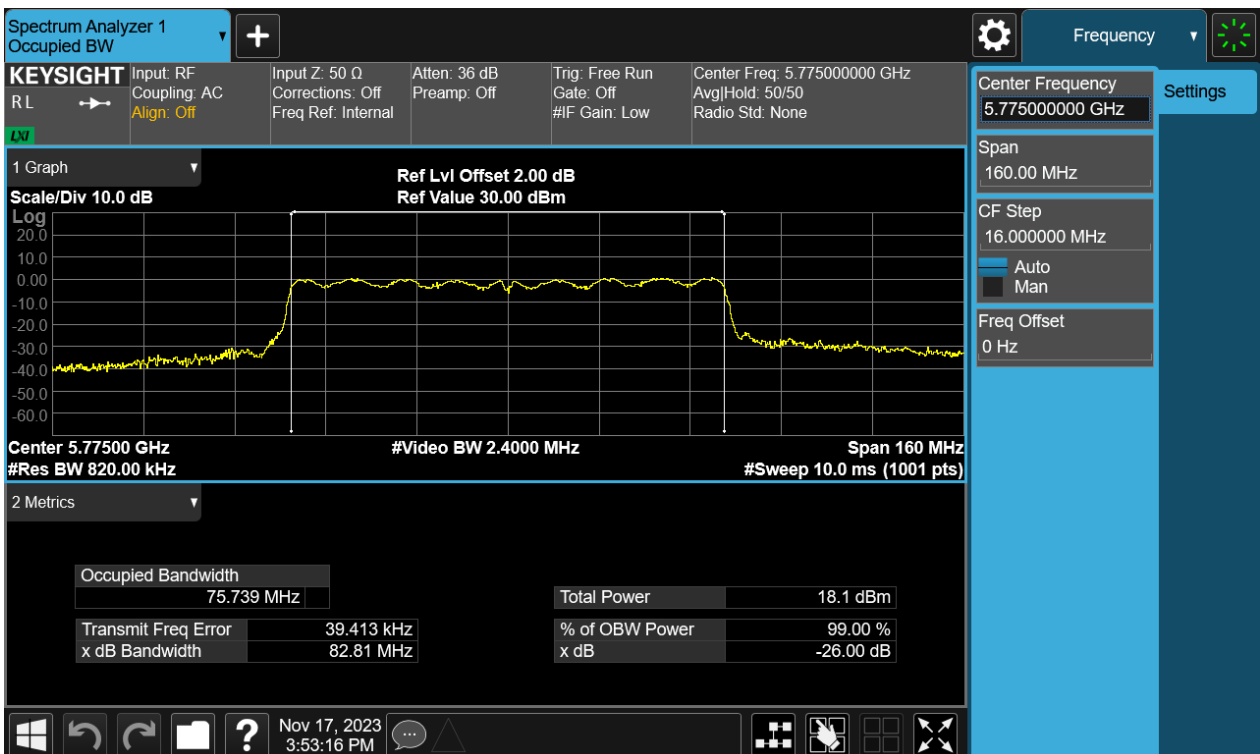 Spectrum Analyzer 1
Occupied BW
Frequency
KEYSIGHT
RL
LXI
Input: RF
Coupling: AC
Align: Off
Input Z: 50 Ω
Corrections: Off
Freq Ref: Internal
Atten: 36 dB
Preamp: Off
Trig: Free Run
Gate: Off
#IF Gain: Low
Center Freq: 5.775000000 GHz
Avg|Hold: 50/50
Radio Std: None
Center Frequency
5.775000000 GHz
Settings
Span
160.00 MHz
CF Step
16.000000 MHz
Auto
Man
Freq Offset
0 Hz
1 Graph
Scale/Div 10.0 dB
Ref Lvl Offset 2.00 dB
Ref Value 30.00 dBm
Log
20.0
10.0
0.00
-10.0
-20.0
-30.0
-40.0
-50.0
-60.0
Center 5.77500 GHz
#Video BW 2.4000 MHz
Span 160 MHz
#Res BW 820.00 kHz
#Sweep 10.0 ms (1001 pts)
2 Metrics
Occupied Bandwidth
75.739 MHz
Total Power 18.1 dBm
Transmit Freq Error 39.413 kHz
% of OBW Power 99.00 %
x dB Bandwidth 82.81 MHz
x dB -26.00 dB
?
Nov 17, 2023
3:53:16 PM